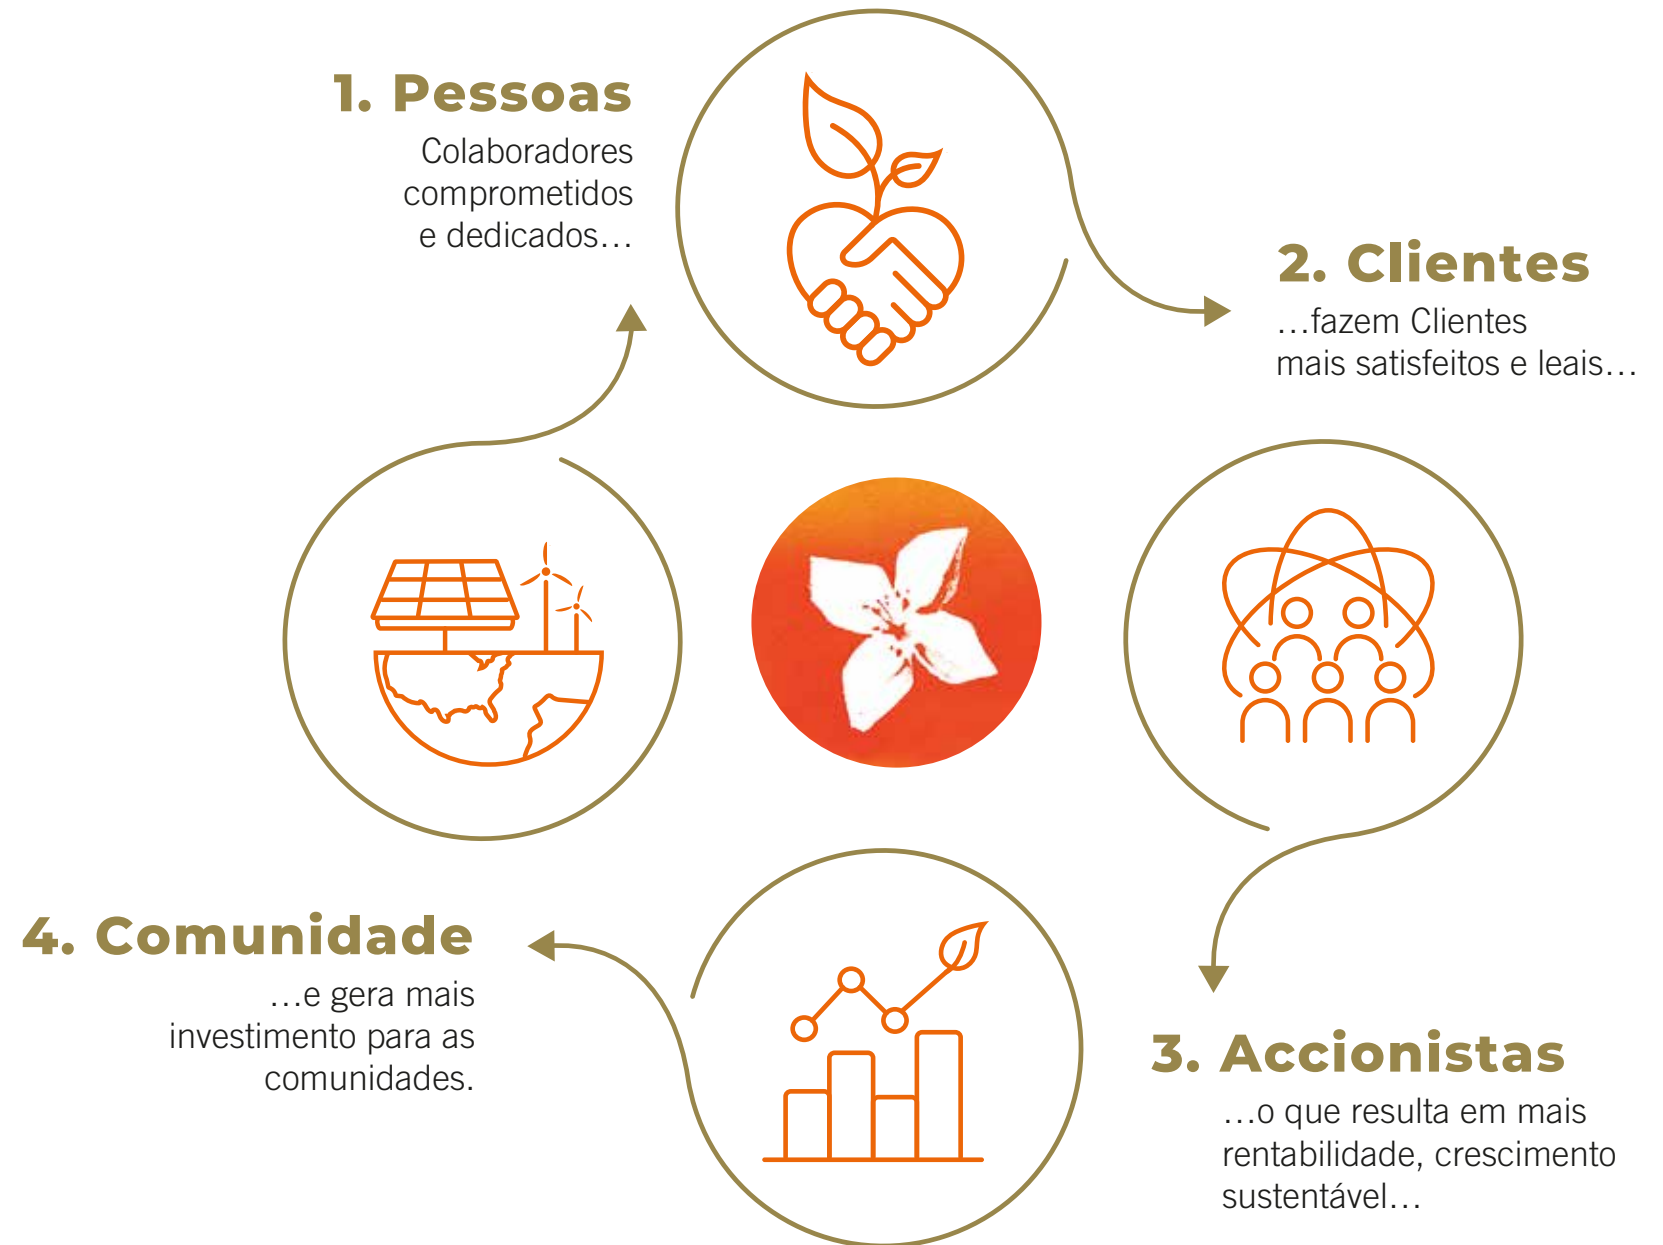 1. Pessoas
Colaboradores
comprometidos
e dedicados…
2. Clientes
…fazem Clientes
mais satisfeitos e leais…
3. Accionistas
…o que resulta em mais
rentabilidade, crescimento
sustentável…
4. Comunidade
…e gera mais
investimento para as
comunidades.